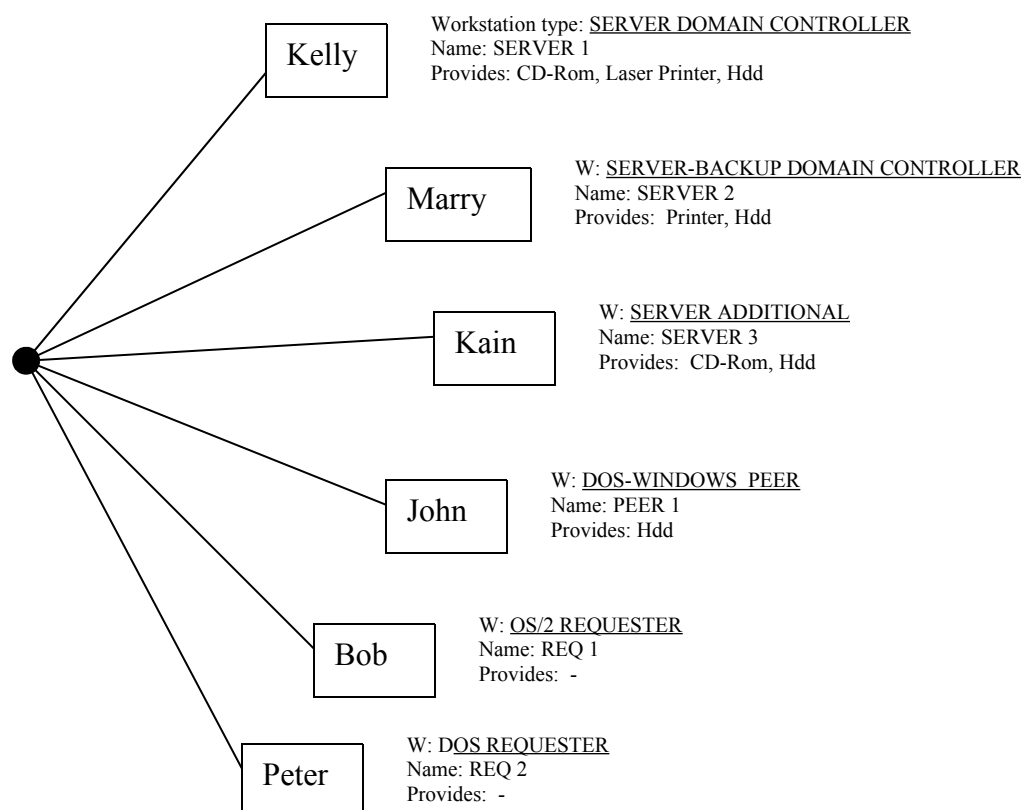 Kelly
Workstation type: SERVER DOMAIN CONTROLLER
Name: SERVER 1
Provides: CD-Rom, Laser Printer, Hdd
Marry
W: SERVER-BACKUP DOMAIN CONTROLLER
Name: SERVER 2
Provides:  Printer, Hdd
Kain
W: SERVER ADDITIONAL
Name: SERVER 3
Provides:  CD-Rom, Hdd
John
W: DOS-WINDOWS  PEER
Name: PEER 1
Provides: Hdd
Bob
W: OS/2 REQUESTER
Name: REQ 1
Provides:  -
Peter
W: DOS REQUESTER
Name: REQ 2
Provides:  -